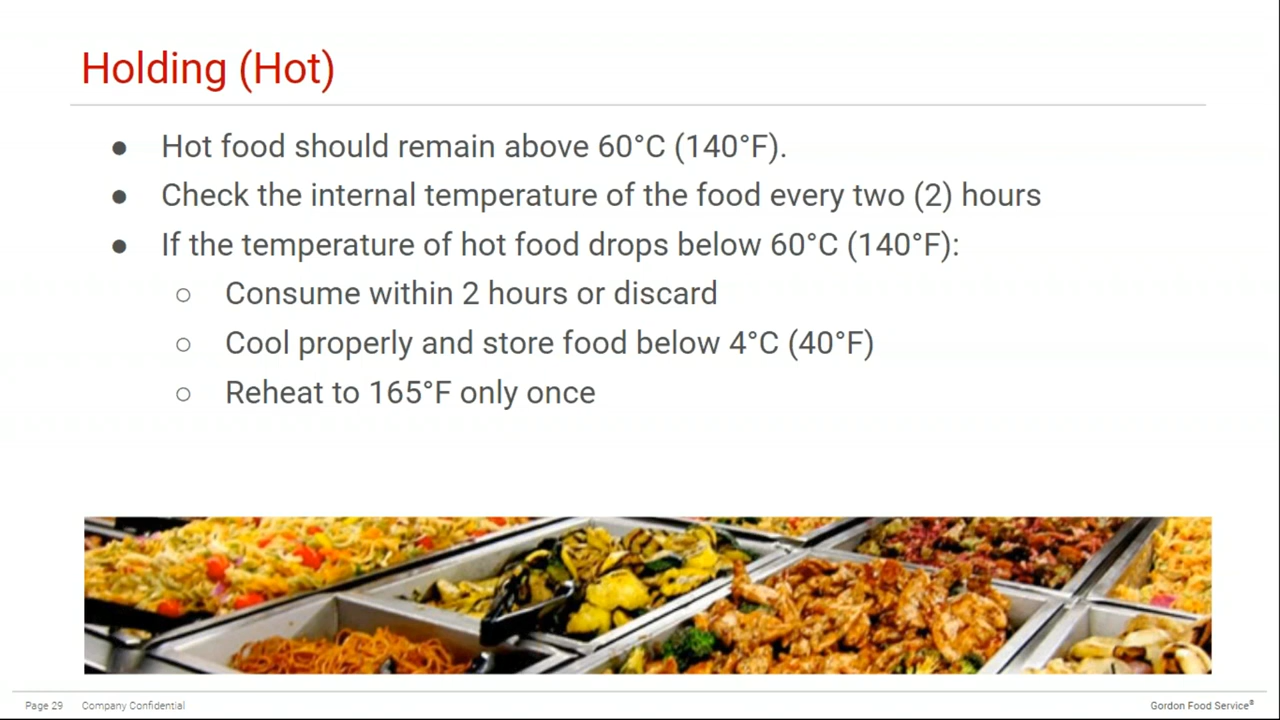 Holding (Hot)
● Hot food should remain above 60°C (140°F).
● Check the internal temperature of the food every two (2) hours
● If the temperature of hot food drops below 60°C (140°F):
○ Consume within 2 hours or discard
○ Cool properly and store food below 4°C (40°F)
○ Reheat to 165°F only once
Page 29 Company Confidential Gordon Food Service®